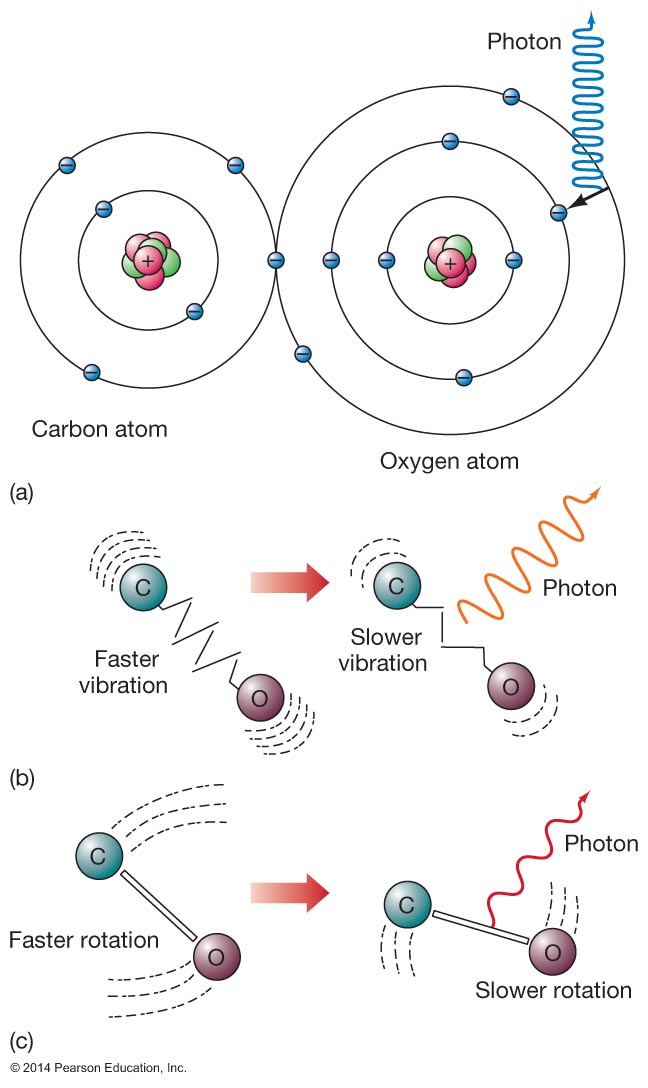 Photon
Carbon atom
Oxygen atom
(a)
C
Faster
vibration
O
C
Slower
vibration
Photon
O
(b)
C
Faster rotation
O
C
Photon
O
Slower rotation
(c)
© 2014 Pearson Education, Inc.